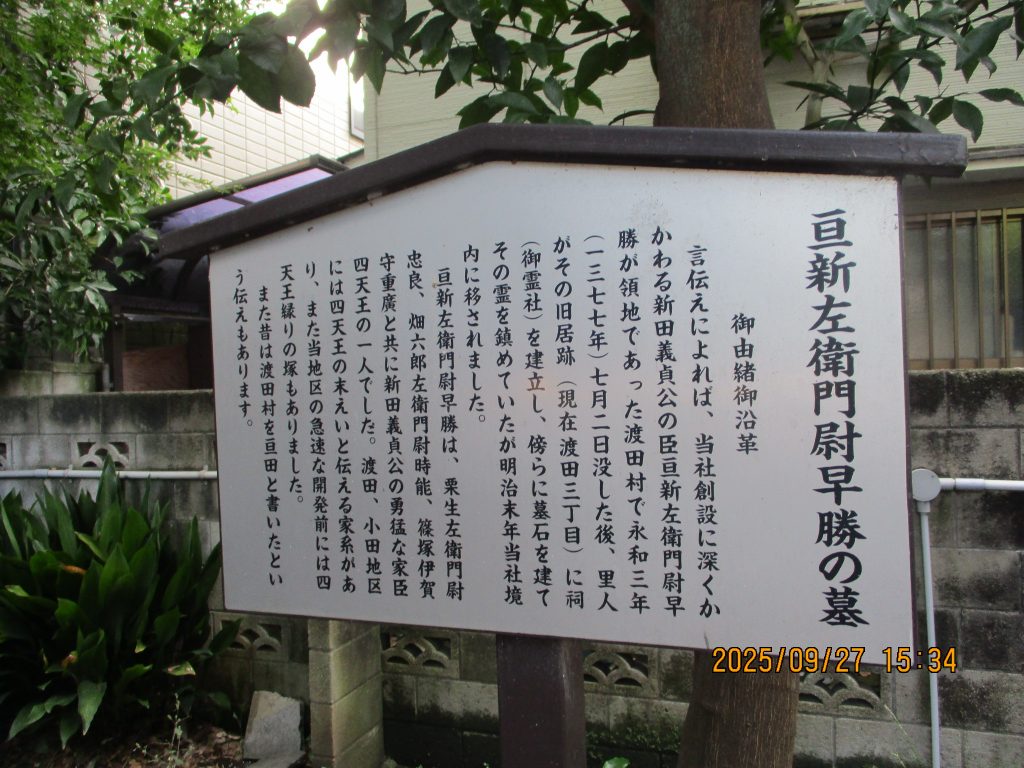 亘新左衛門尉早勝の墓
御由緒御沿革
言伝えによれば、当社創設に深くか
かわる新田義貞公の臣亘新左衛門尉早
勝が領地であった渡田村で永和三年
（一三七七年）七月二日没した後、里人
がその旧居跡（現在渡田三丁目）に祠
（御霊社）を建立し、傍らに墓石を建て
その霊を鎮めていたが明治末年当社境
内に移されました。
亘新左衛門尉早勝は、栗生左衛門尉
忠良、畑六郎左衛門尉時能、篠塚伊賀
守重廣と共に新田義貞公の勇猛な家臣
四天王の一人でした。渡田、小田地区
には四天王の末えいと伝える家系があ
り、また当地区の急速な開発前には四
天王縁りの塚もありました。
また昔は渡田村を亘田と書いたとい
う伝えもあります。
2025/09/27 15:34